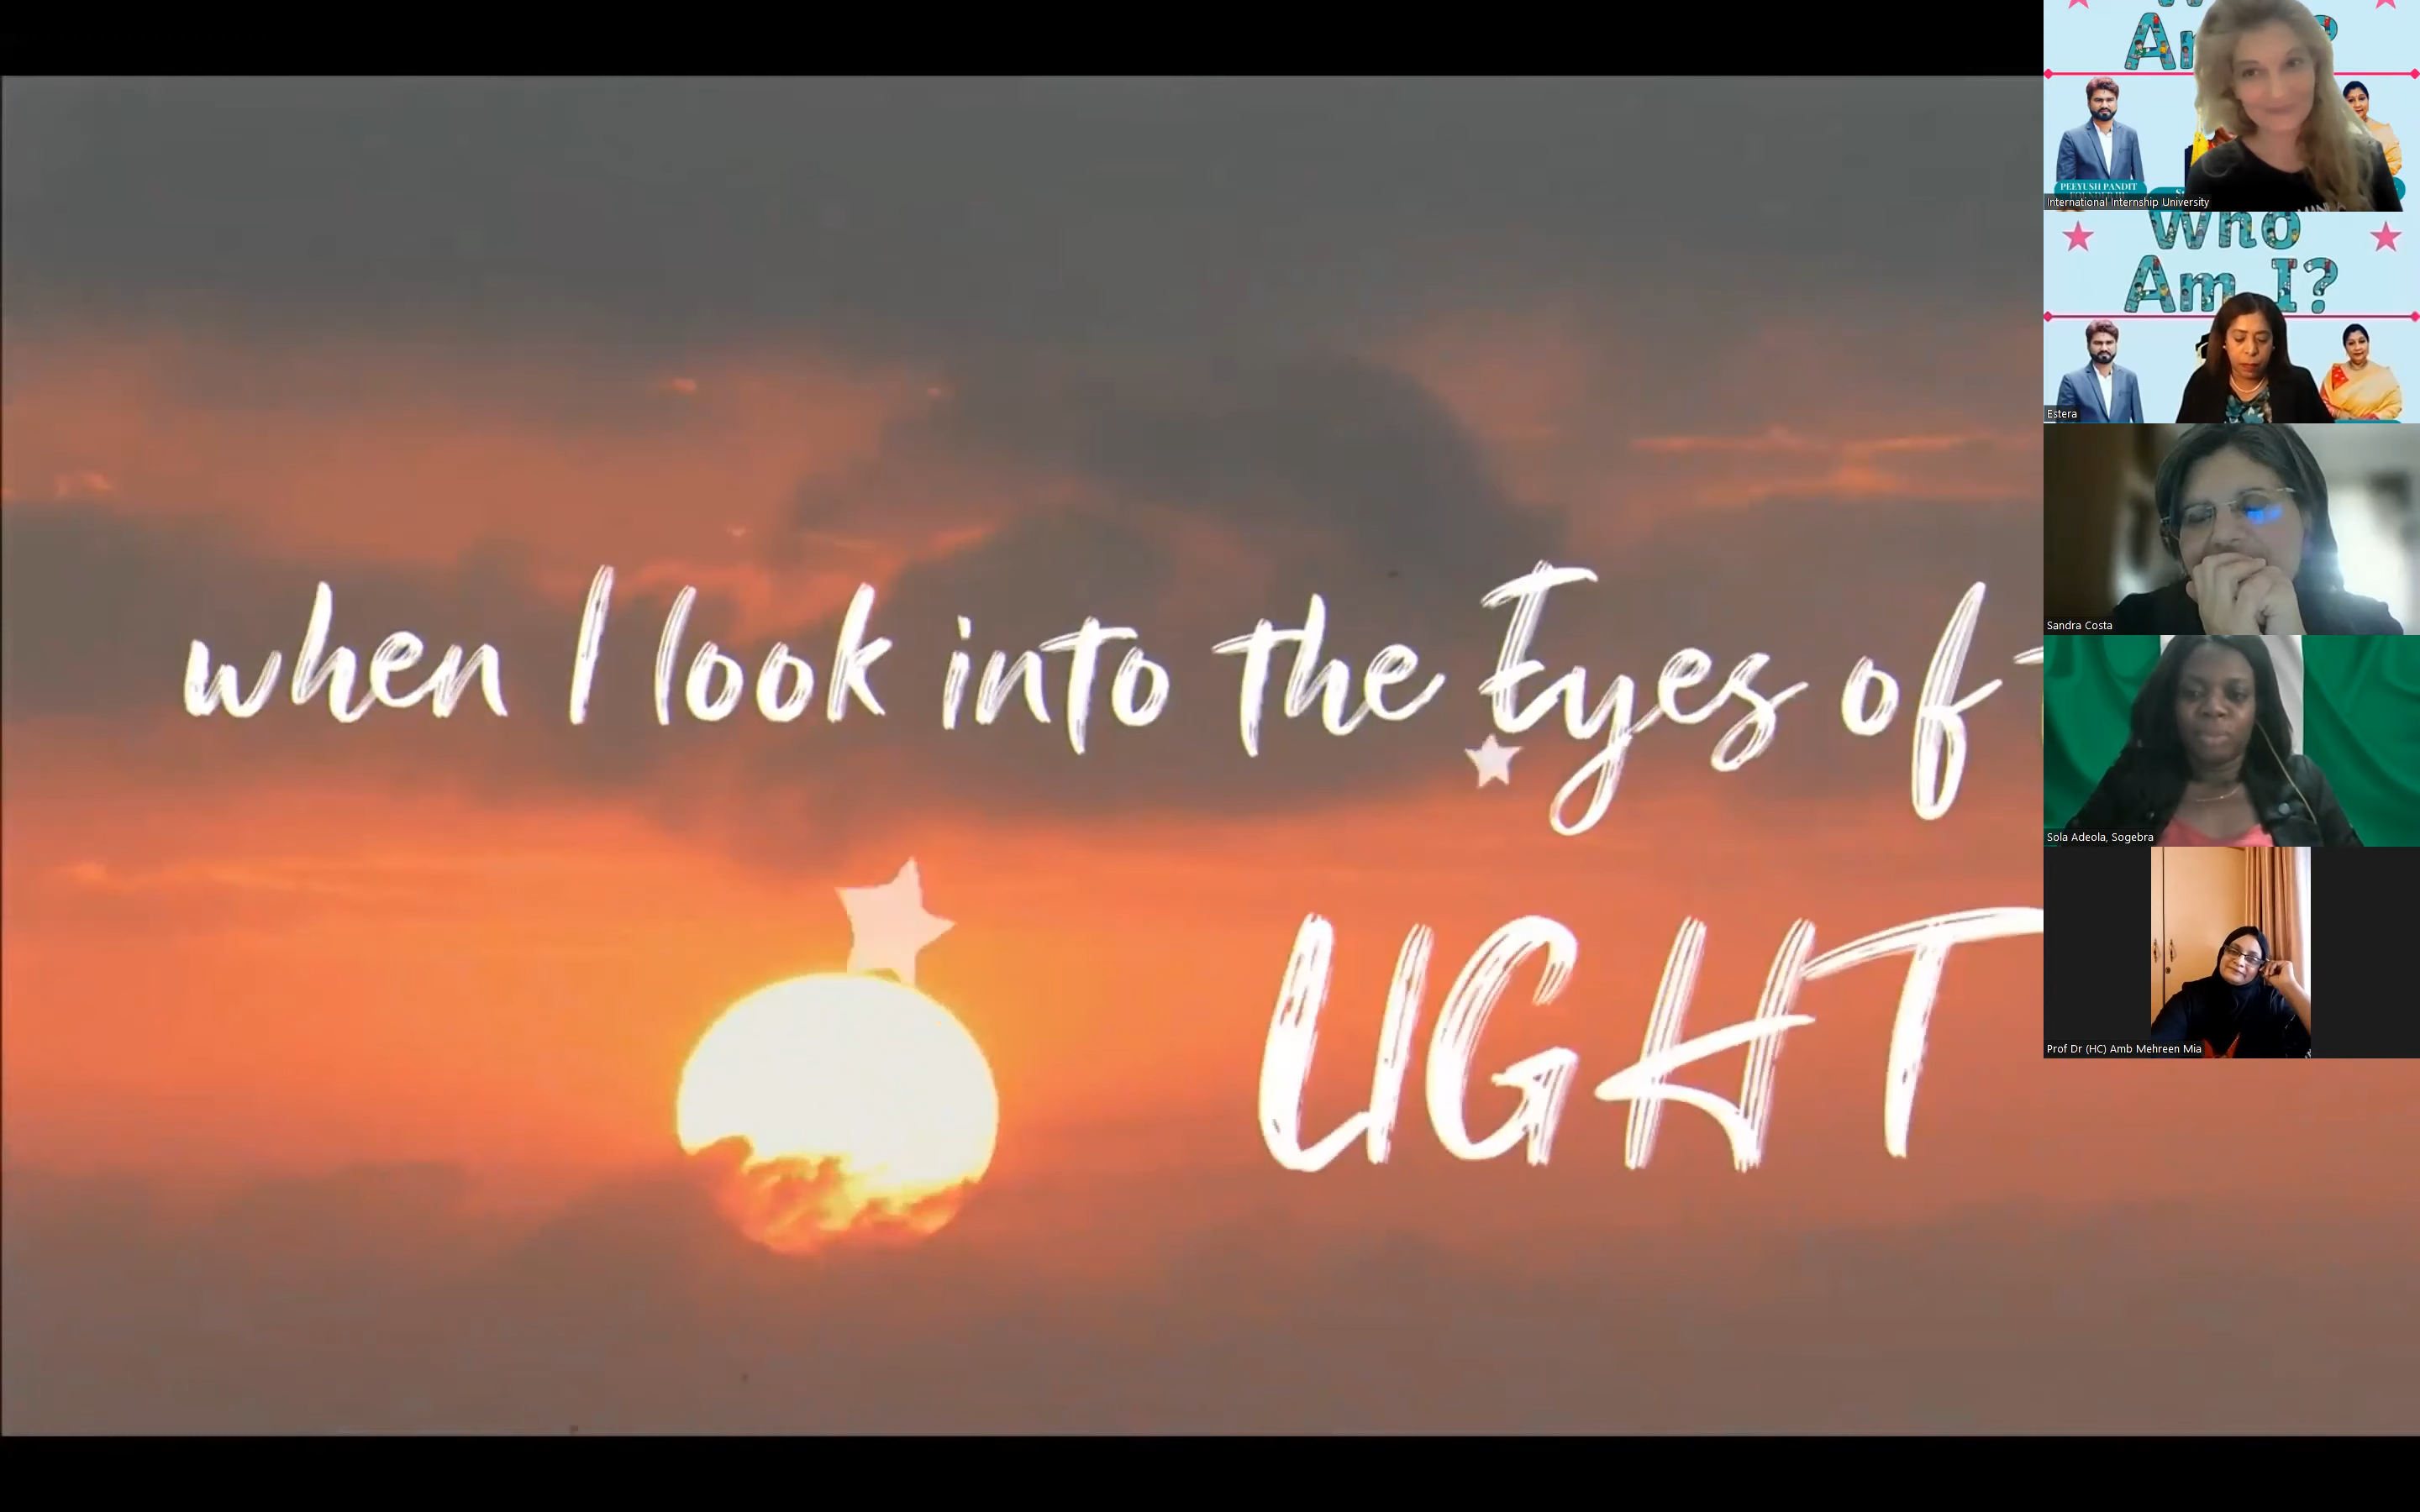 when I look into the Eyes of
LIGHT
Am
PEEYUSH PANDIT
International Internship University
Who
Am I?
Estera
Sandra Costa
Sola Adeola, Sogebra
Prof Dr (HC) Amb Mehreen Mia